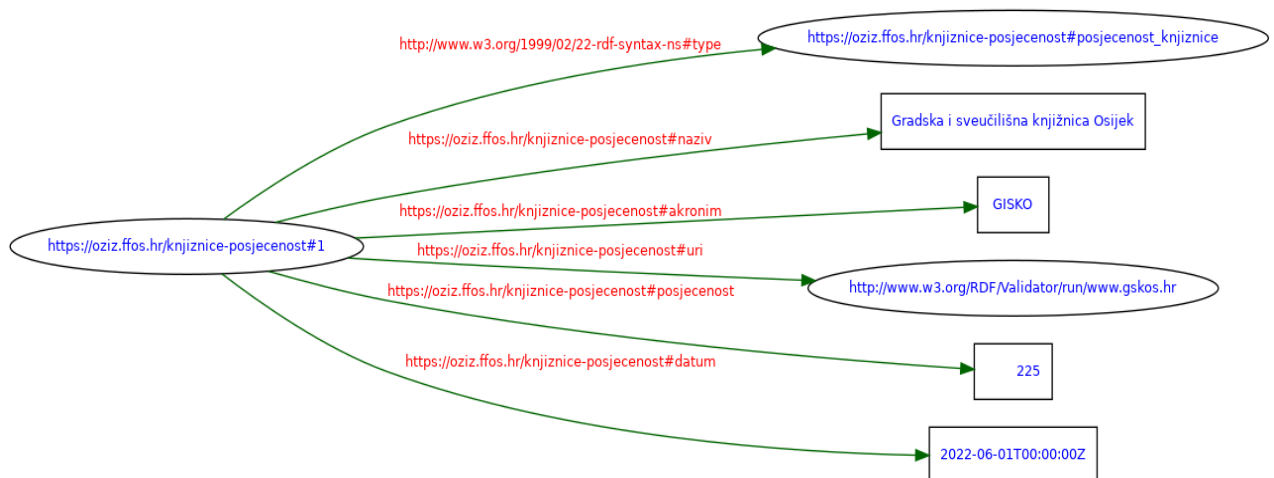 http://www.w3.org/1999/02/22-rdf-syntax-ns#type
https://oziz.ffos.hr/knjiznice-posjecenost#posjecenost_knjiznice
https://oziz.ffos.hr/knjiznice-posjecenost#naziv
Gradska i sveučilišna knjižnica Osijek
https://oziz.ffos.hr/knjiznice-posjecenost#akronim
GISKO
https://oziz.ffos.hr/knjiznice-posjecenost#1
https://oziz.ffos.hr/knjiznice-posjecenost#uri
http://www.w3.org/RDF/Validator/run/www.gskos.hr
https://oziz.ffos.hr/knjiznice-posjecenost#posjecenost
225
https://oziz.ffos.hr/knjiznice-posjecenost#datum
2022-06-01T00:00:00Z